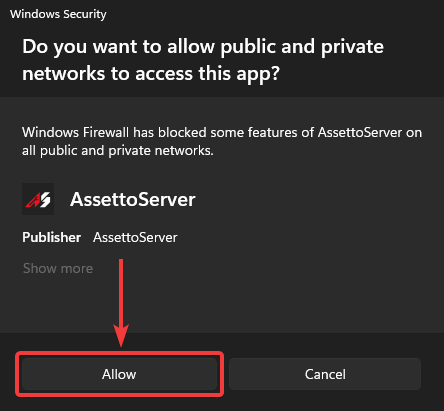 Windows Security
Do you want to allow public and private
networks to access this app?
Windows Firewall has blocked some features of AssettoServer on
all public and private networks.
AssettoServer
Publisher AssettoServer
Show more
Allow
Cancel